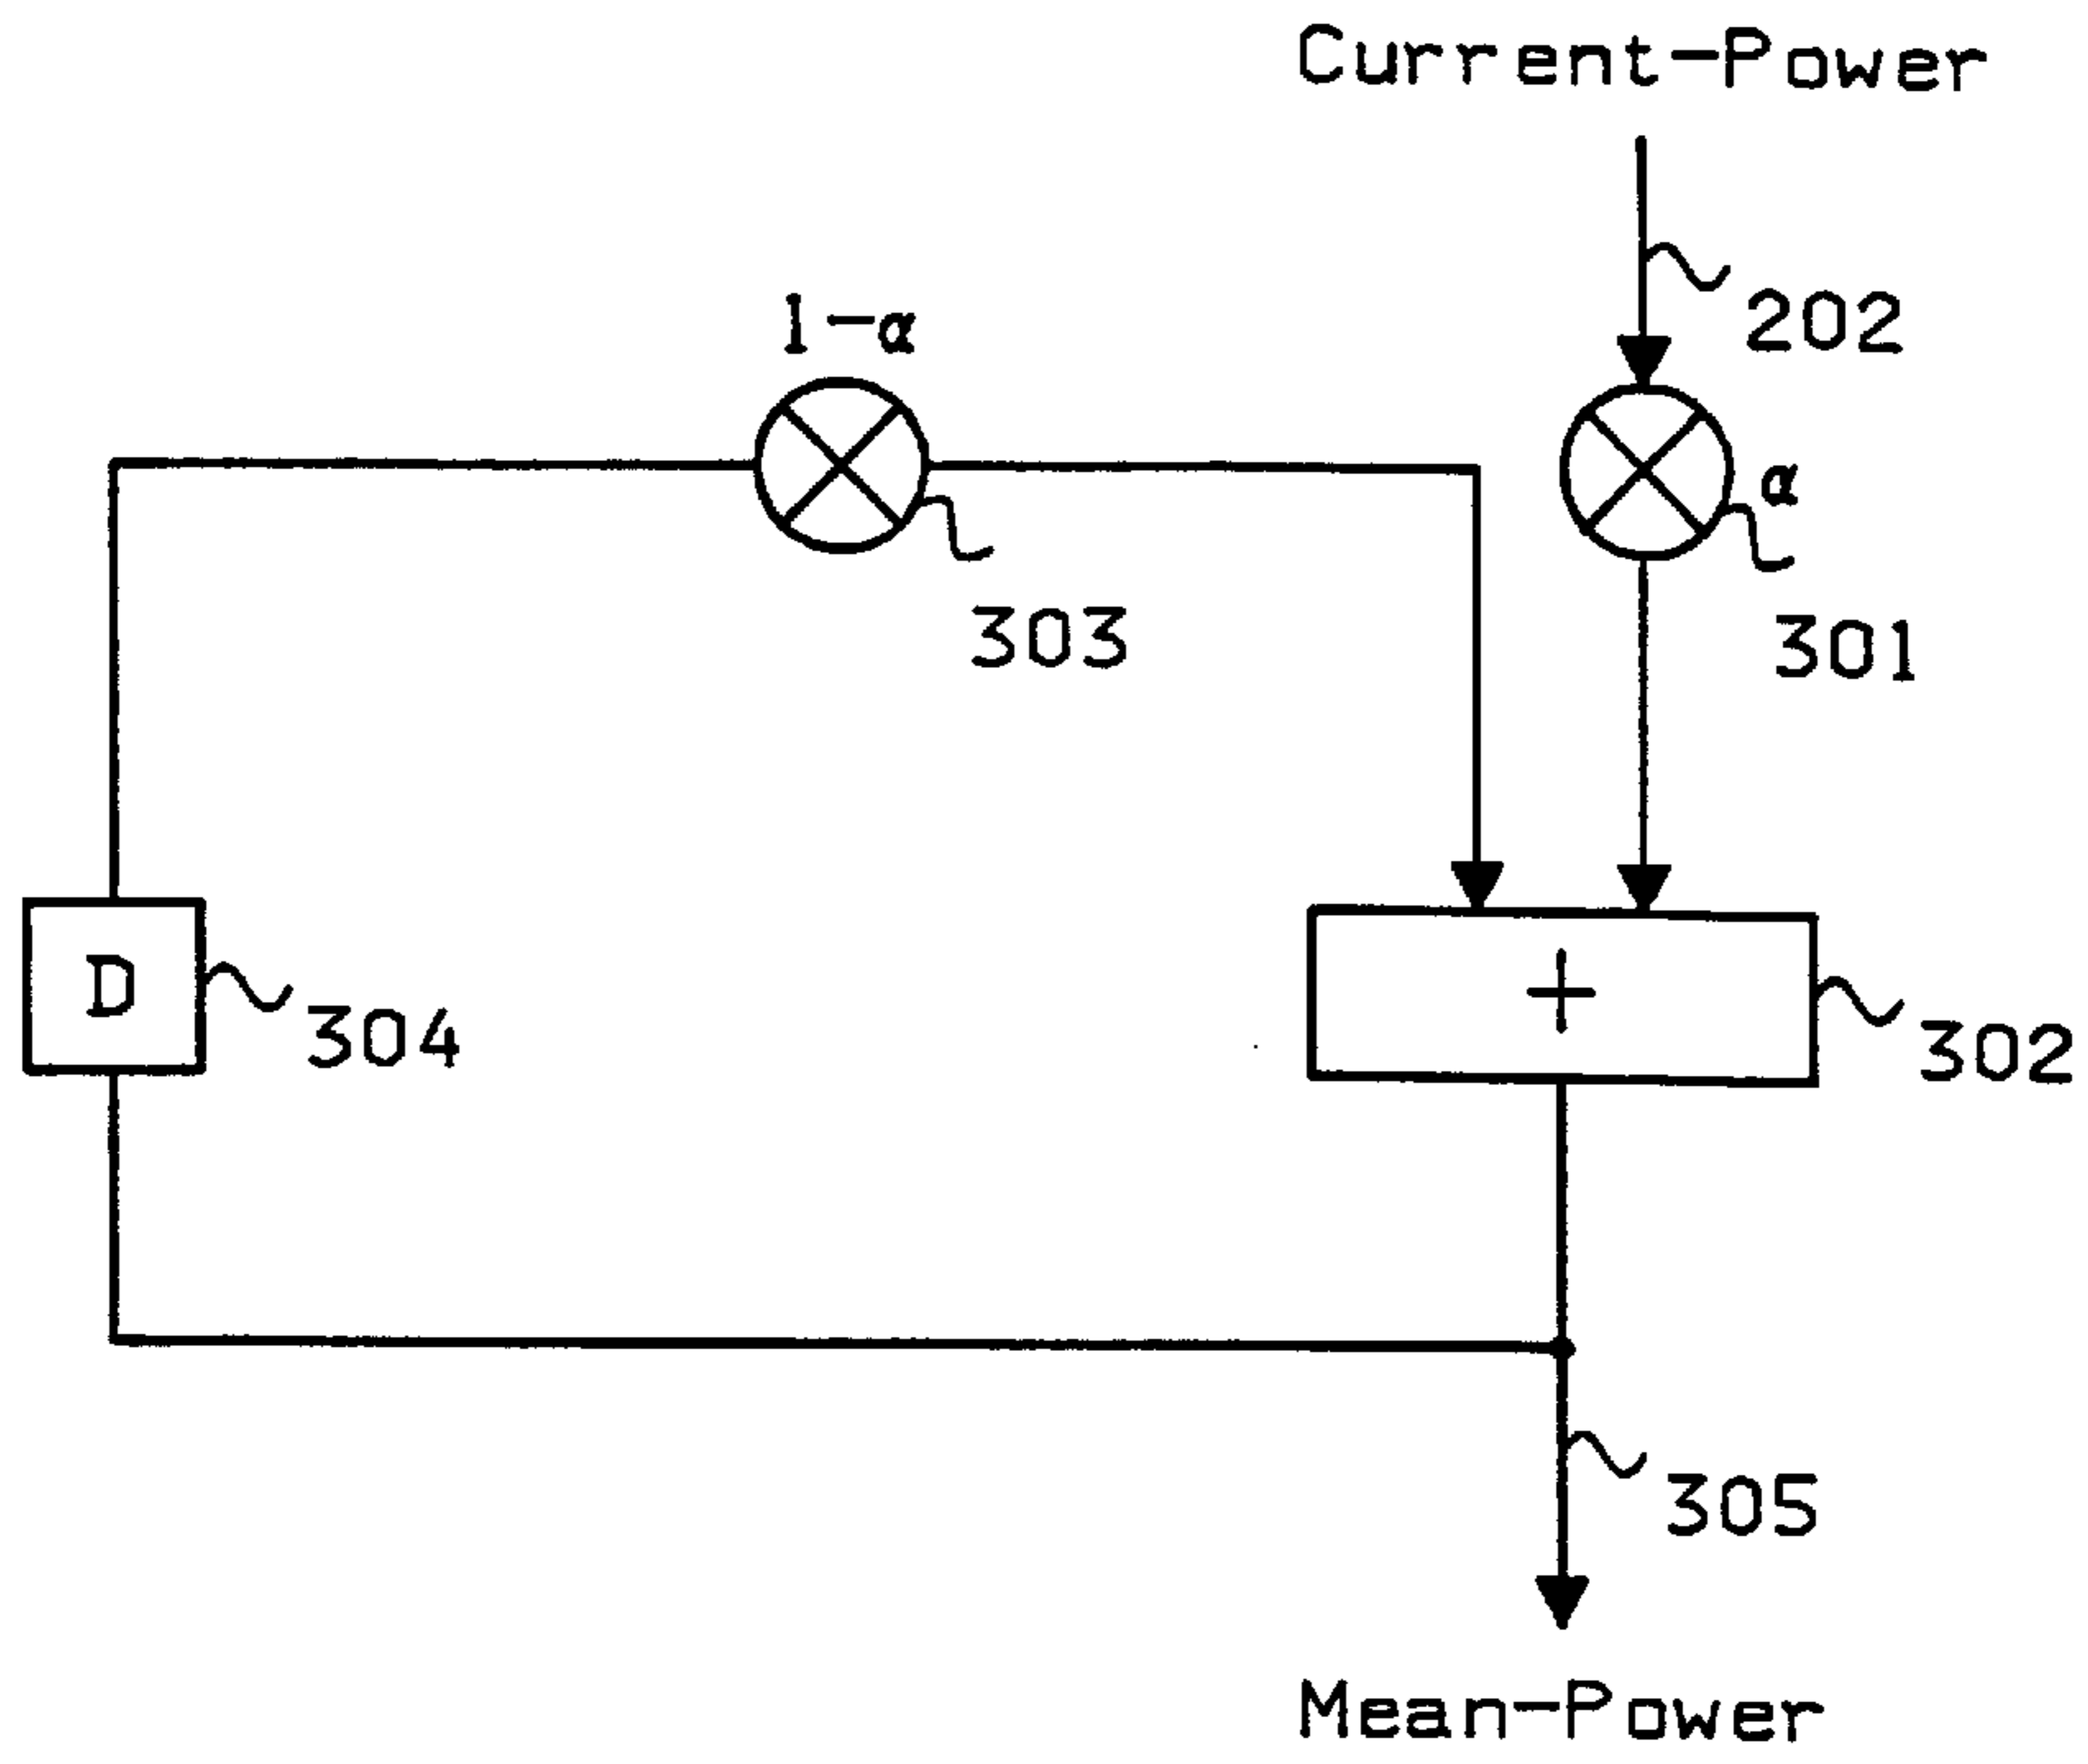 Current-Power
202
1-α
α
303
301
D
304
+
302
305
Mean-Power